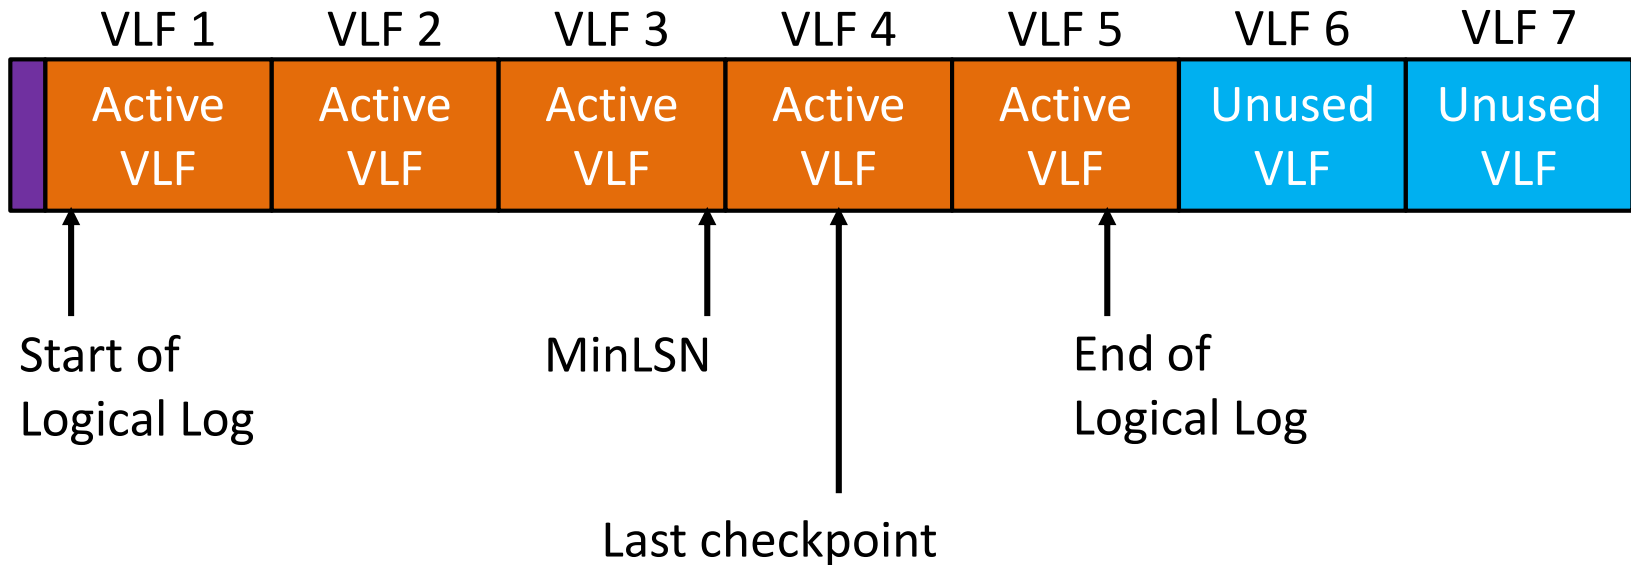 VLF 1 VLF 2 VLF 3 VLF 4 VLF 5 VLF 6 VLF 7
Active Active Active Active Active Unused Unused
VLF VLF VLF VLF VLF VLF VLF
Start of MinLSN End of
Logical Log Logical Log
Last checkpoint